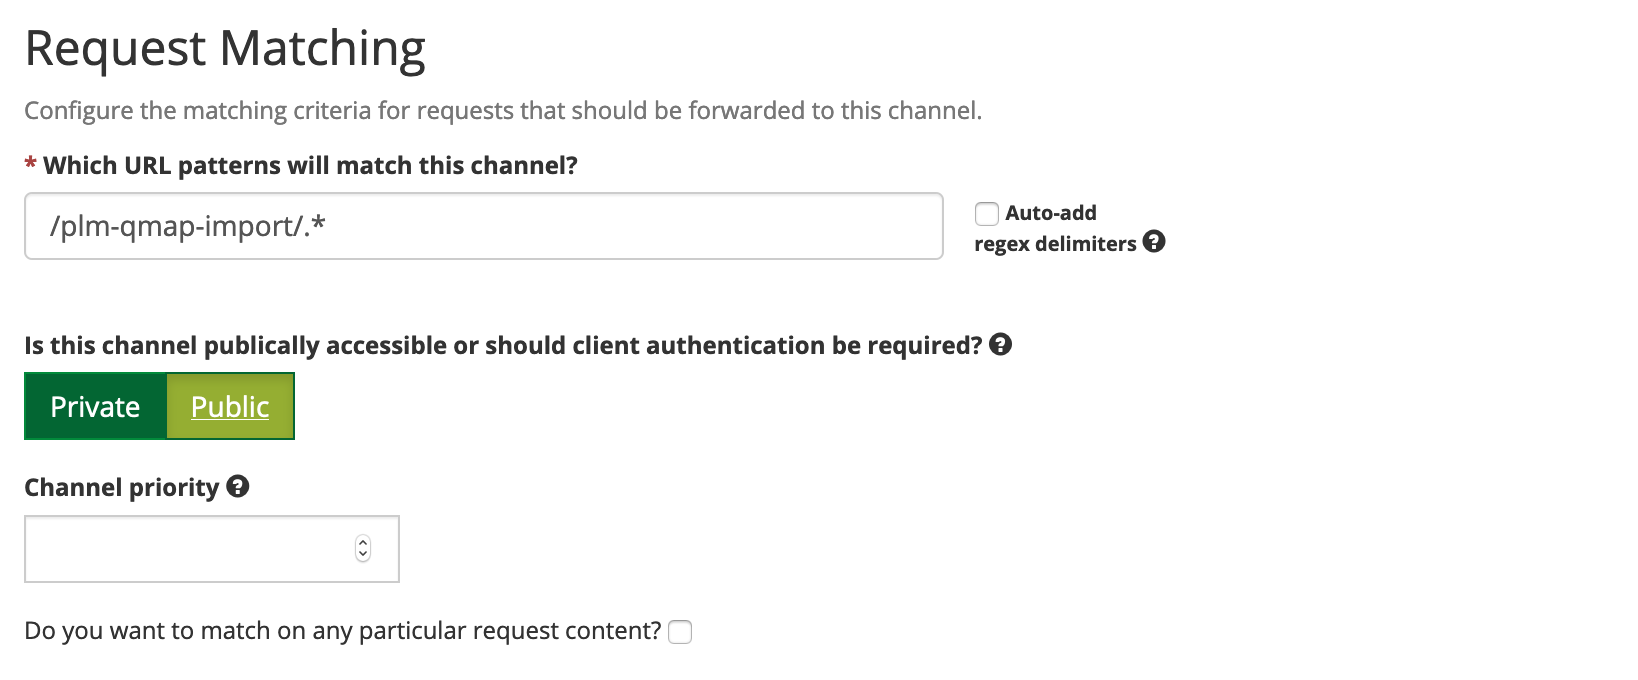 Request Matching
Configure the matching criteria for requests that should be forwarded to this channel.
* Which URL patterns will match this channel?
/plm-qmap-import/.*
Auto-add
regex delimiters ?
Is this channel publically accessible or should client authentication be required? ?
Private Public
Channel priority ?
Do you want to match on any particular request content?